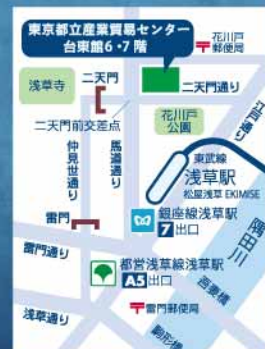 東京都立産業貿易センター
台東館6・7階
花川戸
郵便局
二天門
二天門通り
浅草寺
花川戸
公園
江戸通り
二天門前交差点
仲見世通り
馬道通り
東武線
浅草駅
松屋浅草 EKIMISE
雷門
銀座線浅草駅
7 出口
隅田川
雷門通り
都営浅草線浅草駅
A5 出口
吾妻橋
浅草通り
雷門郵便局
駒形橋